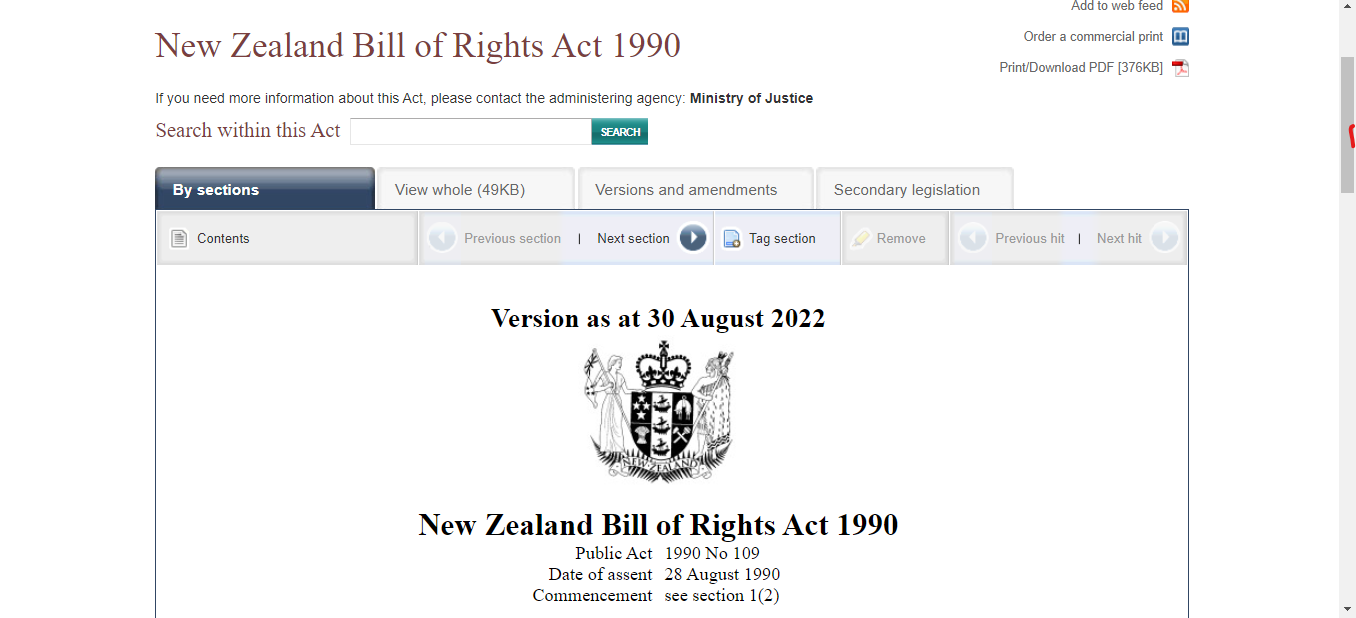 Add to web feed
New Zealand Bill of Rights Act 1990
Order a commercial print
Print/Download PDF [376KB]
If you need more information about this Act, please contact the administering agency: Ministry of Justice
Search within this Act SEARCH
By sections View whole (49KB) Versions and amendments Secondary legislation
Contents Previous section | Next section Tag section Remove Previous hit | Next hit
Version as at 30 August 2022
NEW ZEALAND
New Zealand Bill of Rights Act 1990
Public Act 1990 No 109
Date of assent 28 August 1990
Commencement see section 1(2)